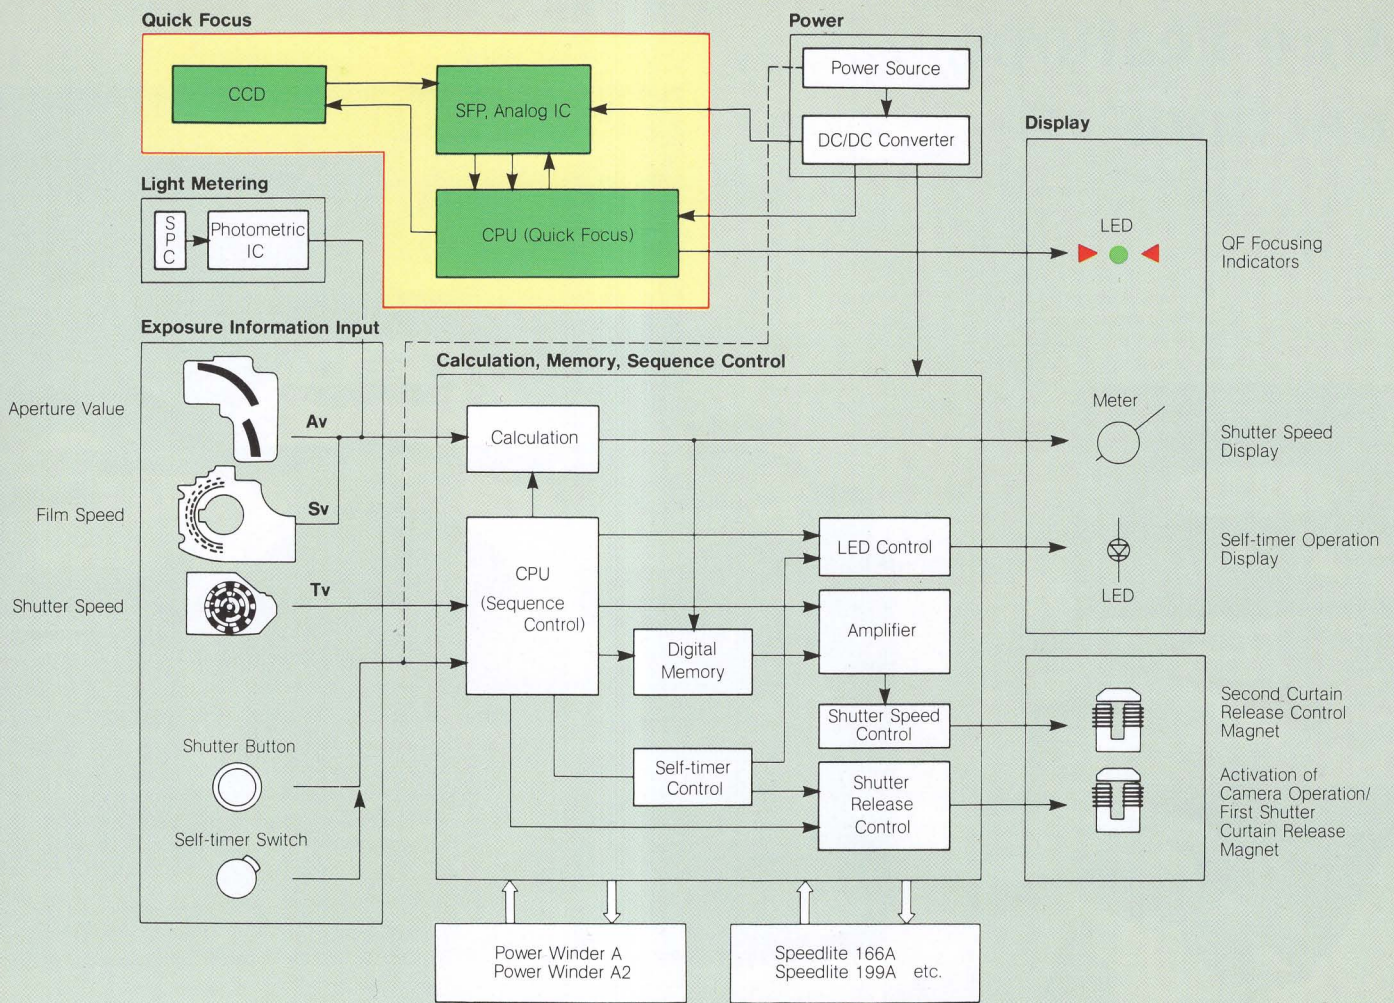 Quick Focus
Power
CCD
SFP, Analog IC
CPU (Quick Focus)
Power Source
DC/DC Converter
Display
LED
QF Focusing
Indicators
Light Metering
SPC
Photometric
IC
Exposure Information Input
Aperture Value
Av
Film Speed
Sv
Shutter Speed
Tv
Shutter Button
Self-timer Switch
Calculation, Memory, Sequence Control
Calculation
CPU
(Sequence
Control)
LED Control
Amplifier
Digital
Memory
Shutter Speed
Control
Self-timer
Control
Shutter
Release
Control
Meter
Shutter Speed
Display
LED
Self-timer Operation
Display
Second Curtain
Release Control
Magnet
Activation of
Camera Operation/
First Shutter
Curtain Release
Magnet
Power Winder A
Power Winder A2
Speedlite 166A
Speedlite 199A etc.